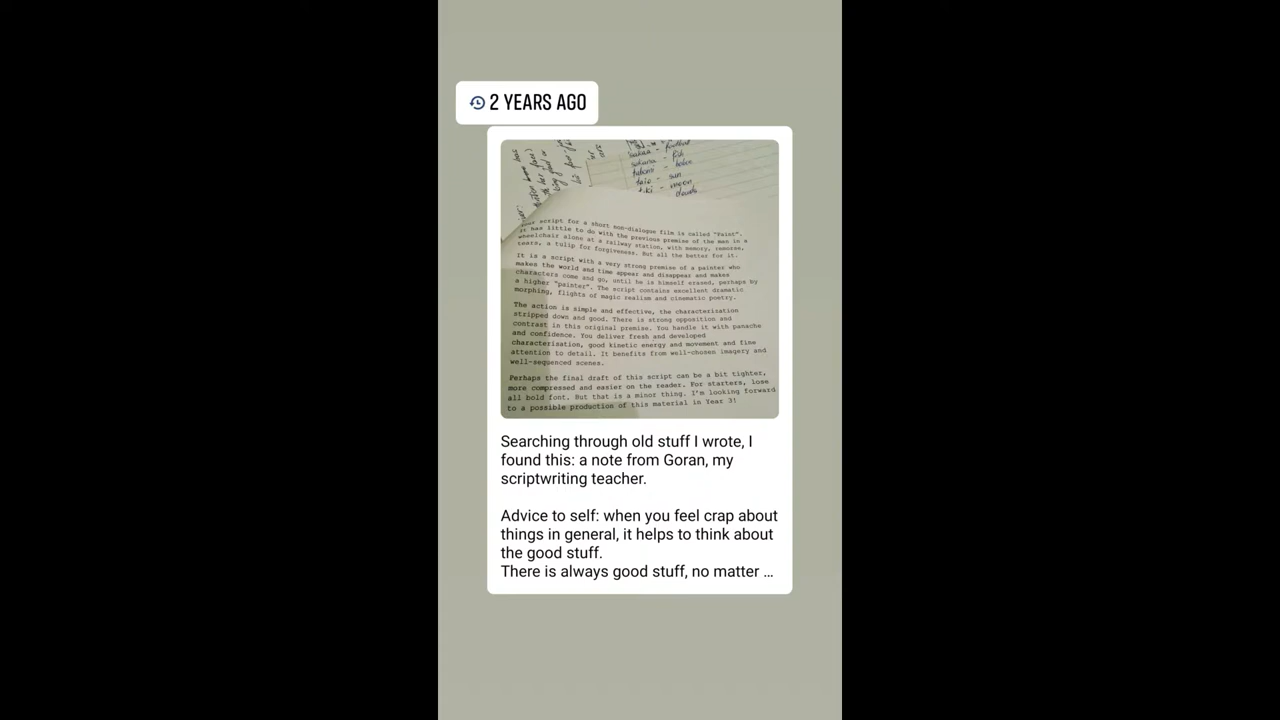 2 YEARS AGO
football
fish
taio - sun
tiki - moon
clouds
Your script for a short non-dialogue film is called "Paint".
It has little to do with the previous premise of the man in a
wheelchair alone at a railway station, with memory, remorse,
tears, a tulip for forgiveness. But all the better for it.
It is a script with a very strong premise of a painter who
makes the world and time appear and disappear and makes
characters come and go, until he is himself erased, perhaps by
a higher "painter". The script contains excellent dramatic
morphing, flights of magic realism and cinematic poetry.
The action is simple and effective, the characterization
stripped down and good. There is strong opposition and
contrast in this original premise. You handle it with panache
and confidence. You deliver fresh and developed
characterisation, good kinetic energy and movement and fine
attention to detail. It benefits from well-chosen imagery and
well-sequenced scenes.
Perhaps the final draft of this script can be a bit tighter,
more compressed and easier on the reader. For starters, lose
all bold font. But that is a minor thing. I'm looking forward
to a possible production of this material in Year 3!
Searching through old stuff I wrote, I
found this: a note from Goran, my
scriptwriting teacher.
Advice to self: when you feel crap about
things in general, it helps to think about
the good stuff.
There is always good stuff, no matter …